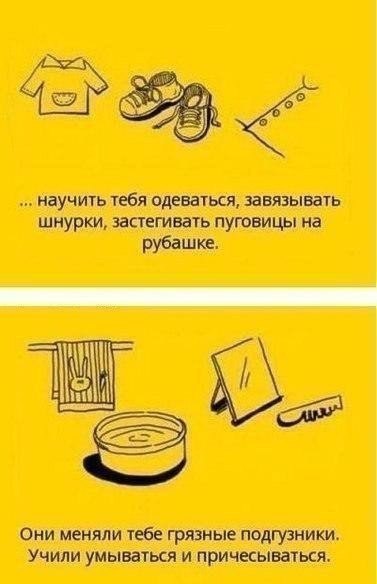 ... научить тебя одеваться, завязывать
шнурки, застегивать пуговицы на
рубашке.
Они меняли тебе грязные подгузники.
Учили умываться и причесываться.